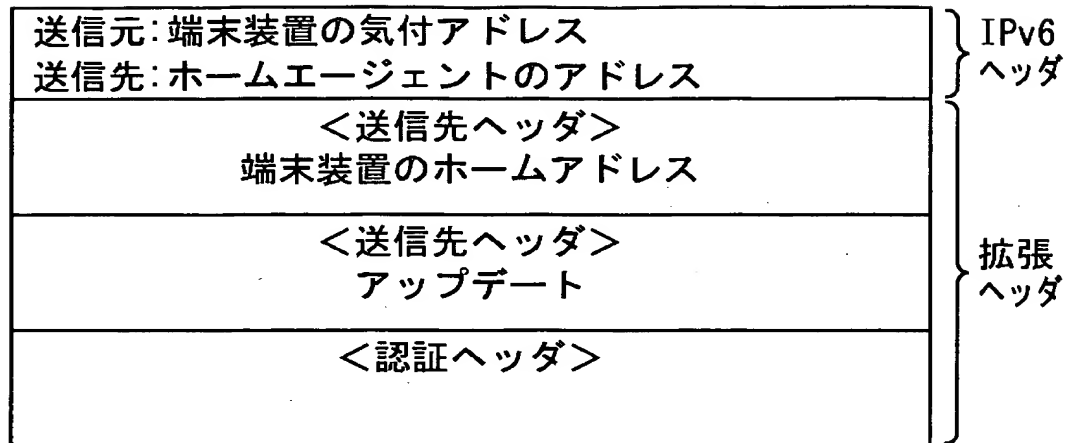 送信元:端末装置の気付アドレス
送信先:ホームエージェントのアドレス
IPv6
ヘッダ
<送信先ヘッダ>
端末装置のホームアドレス
<送信先ヘッダ>
アップデート
<認証ヘッダ>
拡張
ヘッダ